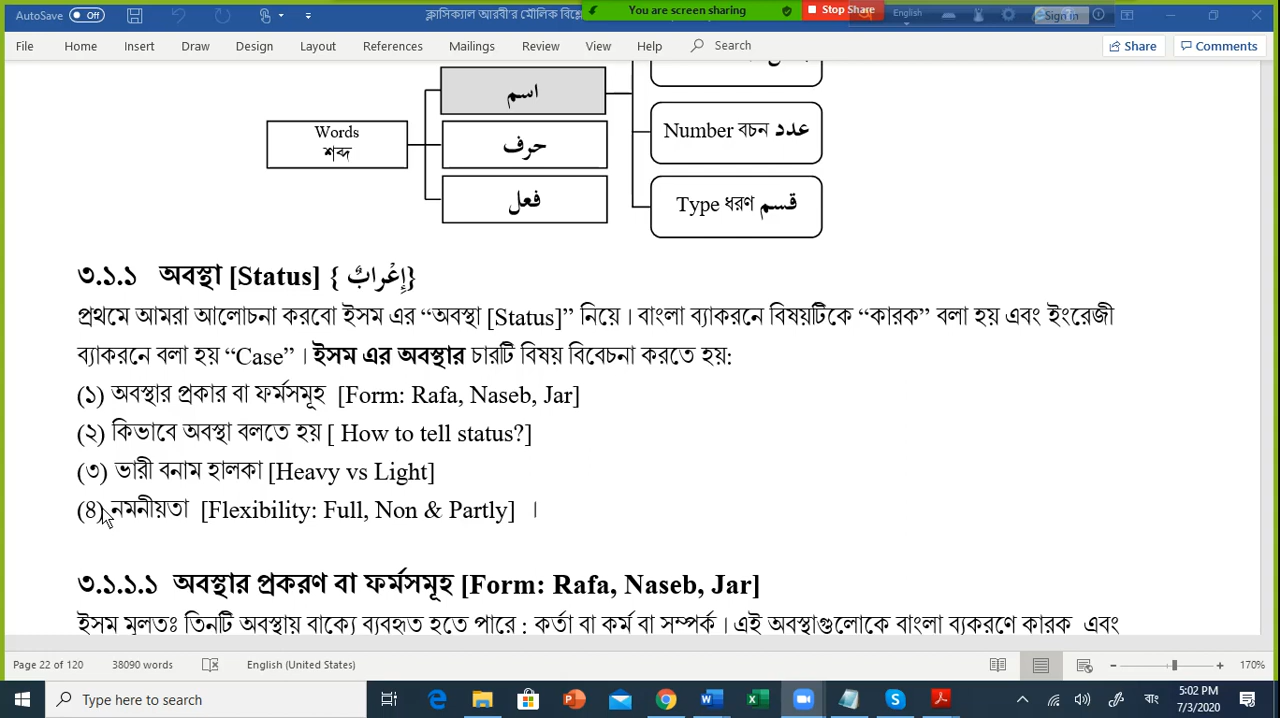 AutoSave Off
ক্লাসিক্যাল আরবী'র মৌলিক
You are screen sharing
Stop Share
English
Sign in
File Home Insert Draw Design Layout References Mailings Review View Help Search Share Comments
اسم
Words
শব্দ
حرف
فعل
Number বচন عدد
Type ধরণ قسم
৩.১.১ অবস্থা [Status] { إِعْرابٌ}
প্রথমে আমরা আলোচনা করবো ইসম এর “অবস্থা [Status]” নিয়ে। বাংলা ব্যাকরনে বিষয়টিকে “কারক” বলা হয় এবং ইংরেজী
ব্যাকরনে বলা হয় “Case”। ইসম এর অবস্থার চারটি বিষয় বিবেচনা করতে হয়:
(১) অবস্থার প্রকার বা ফর্মসমূহ [Form: Rafa, Naseb, Jar]
(২) কিভাবে অবস্থা বলতে হয় [ How to tell status?]
(৩) ভারী বনাম হালকা [Heavy vs Light]
(৪) নমনীয়তা [Flexibility: Full, Non & Partly] ।
৩.১.১.১ অবস্থার প্রকরণ বা ফর্মসমূহ [Form: Rafa, Naseb, Jar]
ইসম মূলতঃ তিনটি অবস্থায় বাক্যে ব্যবহৃত হতে পারে : কর্তা বা কর্ম বা সম্পর্ক। এই অবস্থাগুলোকে বাংলা ব্যকরণে কারক এবং
Page 22 of 120 38090 words English (United States) 170%
Type here to search
বাং
5:02 PM
7/3/2020